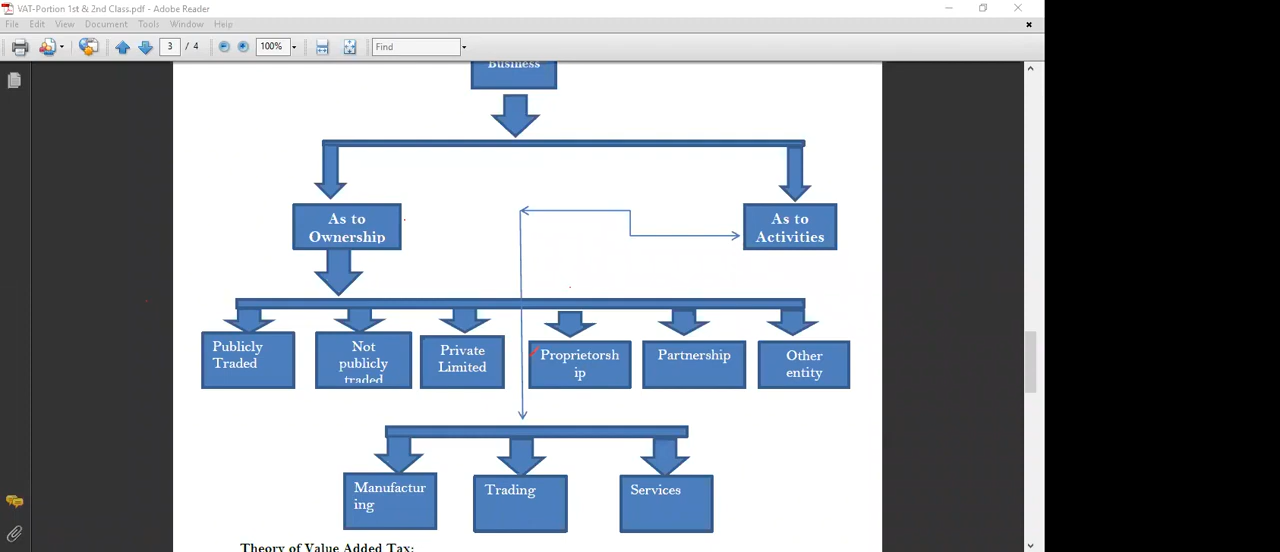 VAT-Portion 1st & 2nd Class.pdf - Adobe Reader
File Edit View Document Tools Window Help
3 / 4 100% Find
Business
As to
Ownership
As to
Activities
Publicly
Traded
Not
publicly
traded
Private
Limited
Proprietorsh
ip
Partnership
Other
entity
Manufactur
ing
Trading
Services
Theory of Value Added Tax: